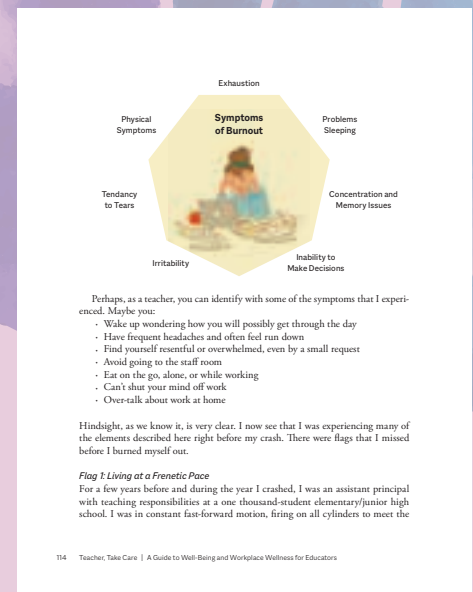 Exhaustion
Symptoms
of Burnout
Physical
Symptoms
Problems
Sleeping
Tendancy
to Tears
Concentration and
Memory Issues
Irritability
Inability to
Make Decisions
Perhaps, as a teacher, you can identify with some of the symptoms that I experi-
enced. Maybe you:
· Wake up wondering how you will possibly get through the day
· Have frequent headaches and often feel run down
· Find yourself resentful or overwhelmed, even by a small request
· Avoid going to the staff room
· Eat on the go, alone, or while working
· Can't shut your mind off work
· Over-talk about work at home
Hindsight, as we know it, is very clear. I now see that I was experiencing many of
the elements described here right before my crash. There were flags that I missed
before I burned myself out.
Flag 1: Living at a Frenetic Pace
For a few years before and during the year I crashed, I was an assistant principal
with teaching responsibilities at a one thousand-student elementary/junior high
school. I was in constant fast-forward motion, firing on all cylinders to meet the
114 Teacher, Take Care | A Guide to Well-Being and Workplace Wellness for Educators